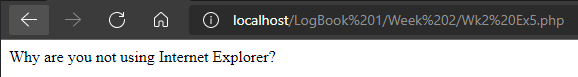 localhost/LogBook%201/Week%202/Wk2%20Ex5.php
Why are you not using Internet Explorer?